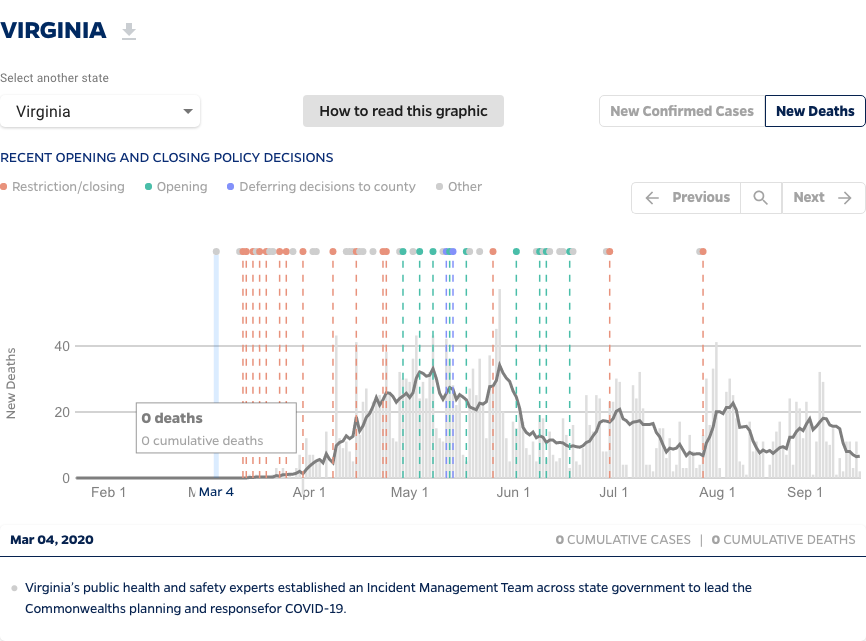 VIRGINIA
Select another state
Virginia
How to read this graphic
New Confirmed Cases
New Deaths
RECENT OPENING AND CLOSING POLICY DECISIONS
Restriction/closing
Opening
Deferring decisions to county
Other
Previous
Next
New Deaths
40
20
0
0 deaths
0 cumulative deaths
Feb 1
Mar 4
Apr 1
May 1
Jun 1
Jul 1
Aug 1
Sep 1
Mar 04, 2020
0 CUMULATIVE CASES | 0 CUMULATIVE DEATHS
Virginia's public health and safety experts established an Incident Management Team across state government to lead the
Commonwealths planning and responsefor COVID-19.